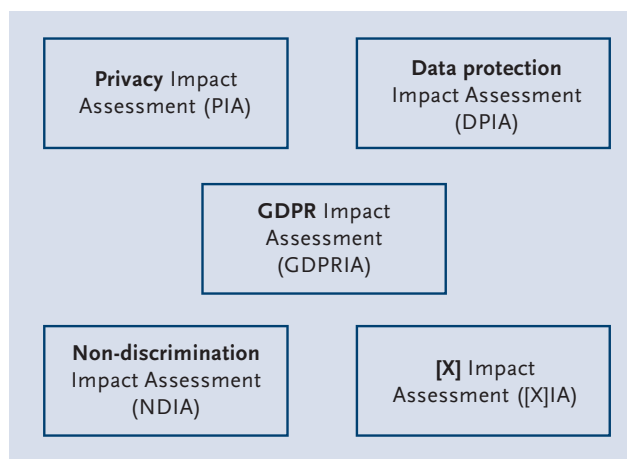 Privacy Impact
Assessment (PIA)
Data protection
Impact Assessment
(DPIA)
GDPR Impact
Assessment
(GDPRIA)
Non-discrimination
Impact Assessment
(NDIA)
[X] Impact
Assessment ([X]IA)